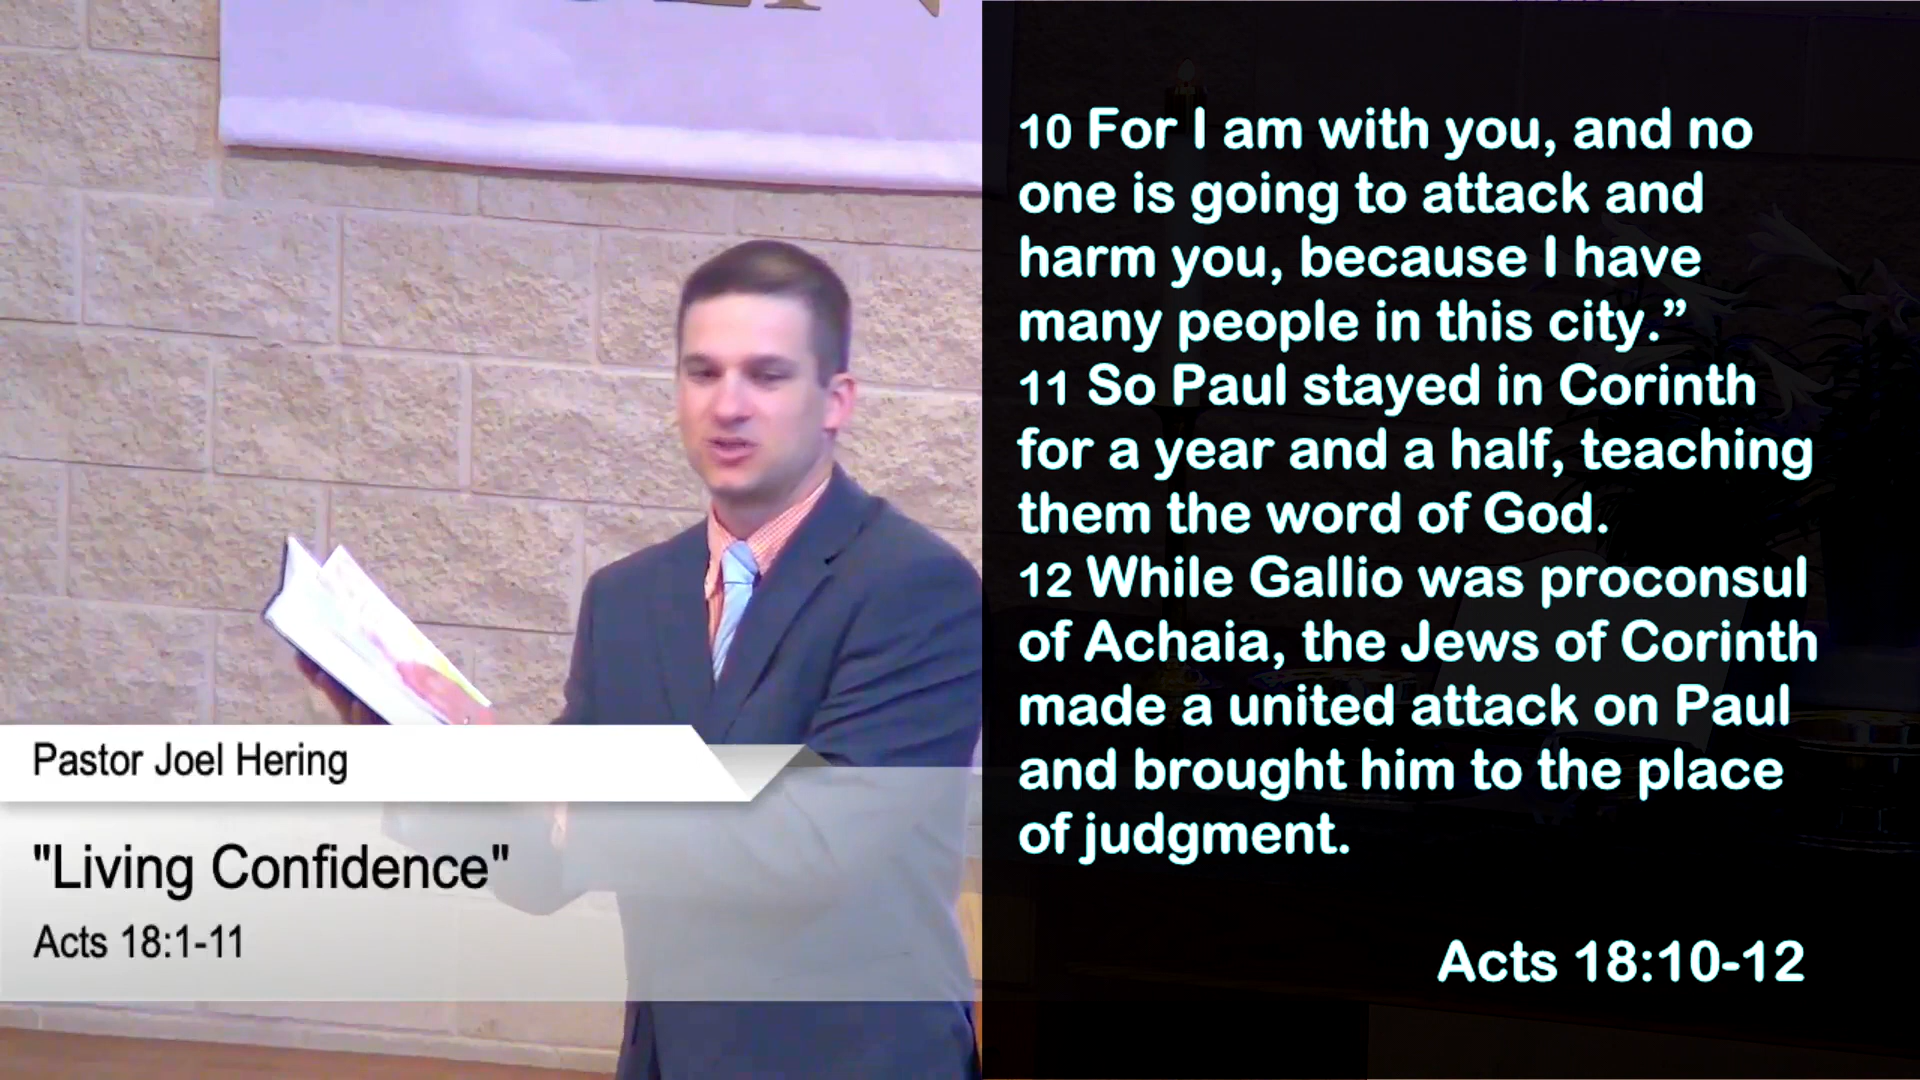 Pastor Joel Hering
"Living Confidence"
Acts 18:1-11
10 For I am with you, and no
one is going to attack and
harm you, because I have
many people in this city.”
11 So Paul stayed in Corinth
for a year and a half, teaching
them the word of God.
12 While Gallio was proconsul
of Achaia, the Jews of Corinth
made a united attack on Paul
and brought him to the place
of judgment.
Acts 18:10-12